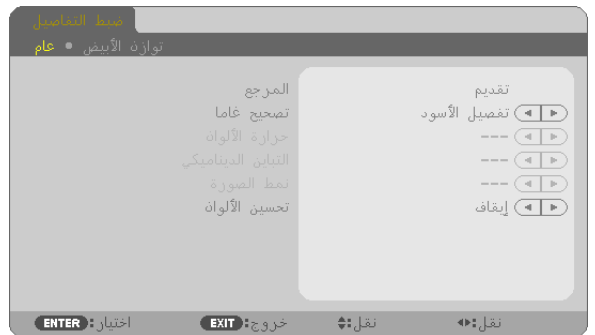 ضبط التفاصيل
عام • توازن الأبيض
المرجع تقديم
تصحيح غاما تفصيل الأسود
حرارة الألوان ---
التباين الديناميكي ---
نمط الصورة ---
تحسين الألوان إيقاف
ENTER: اختيار EXIT: خروج نقل: نقل: